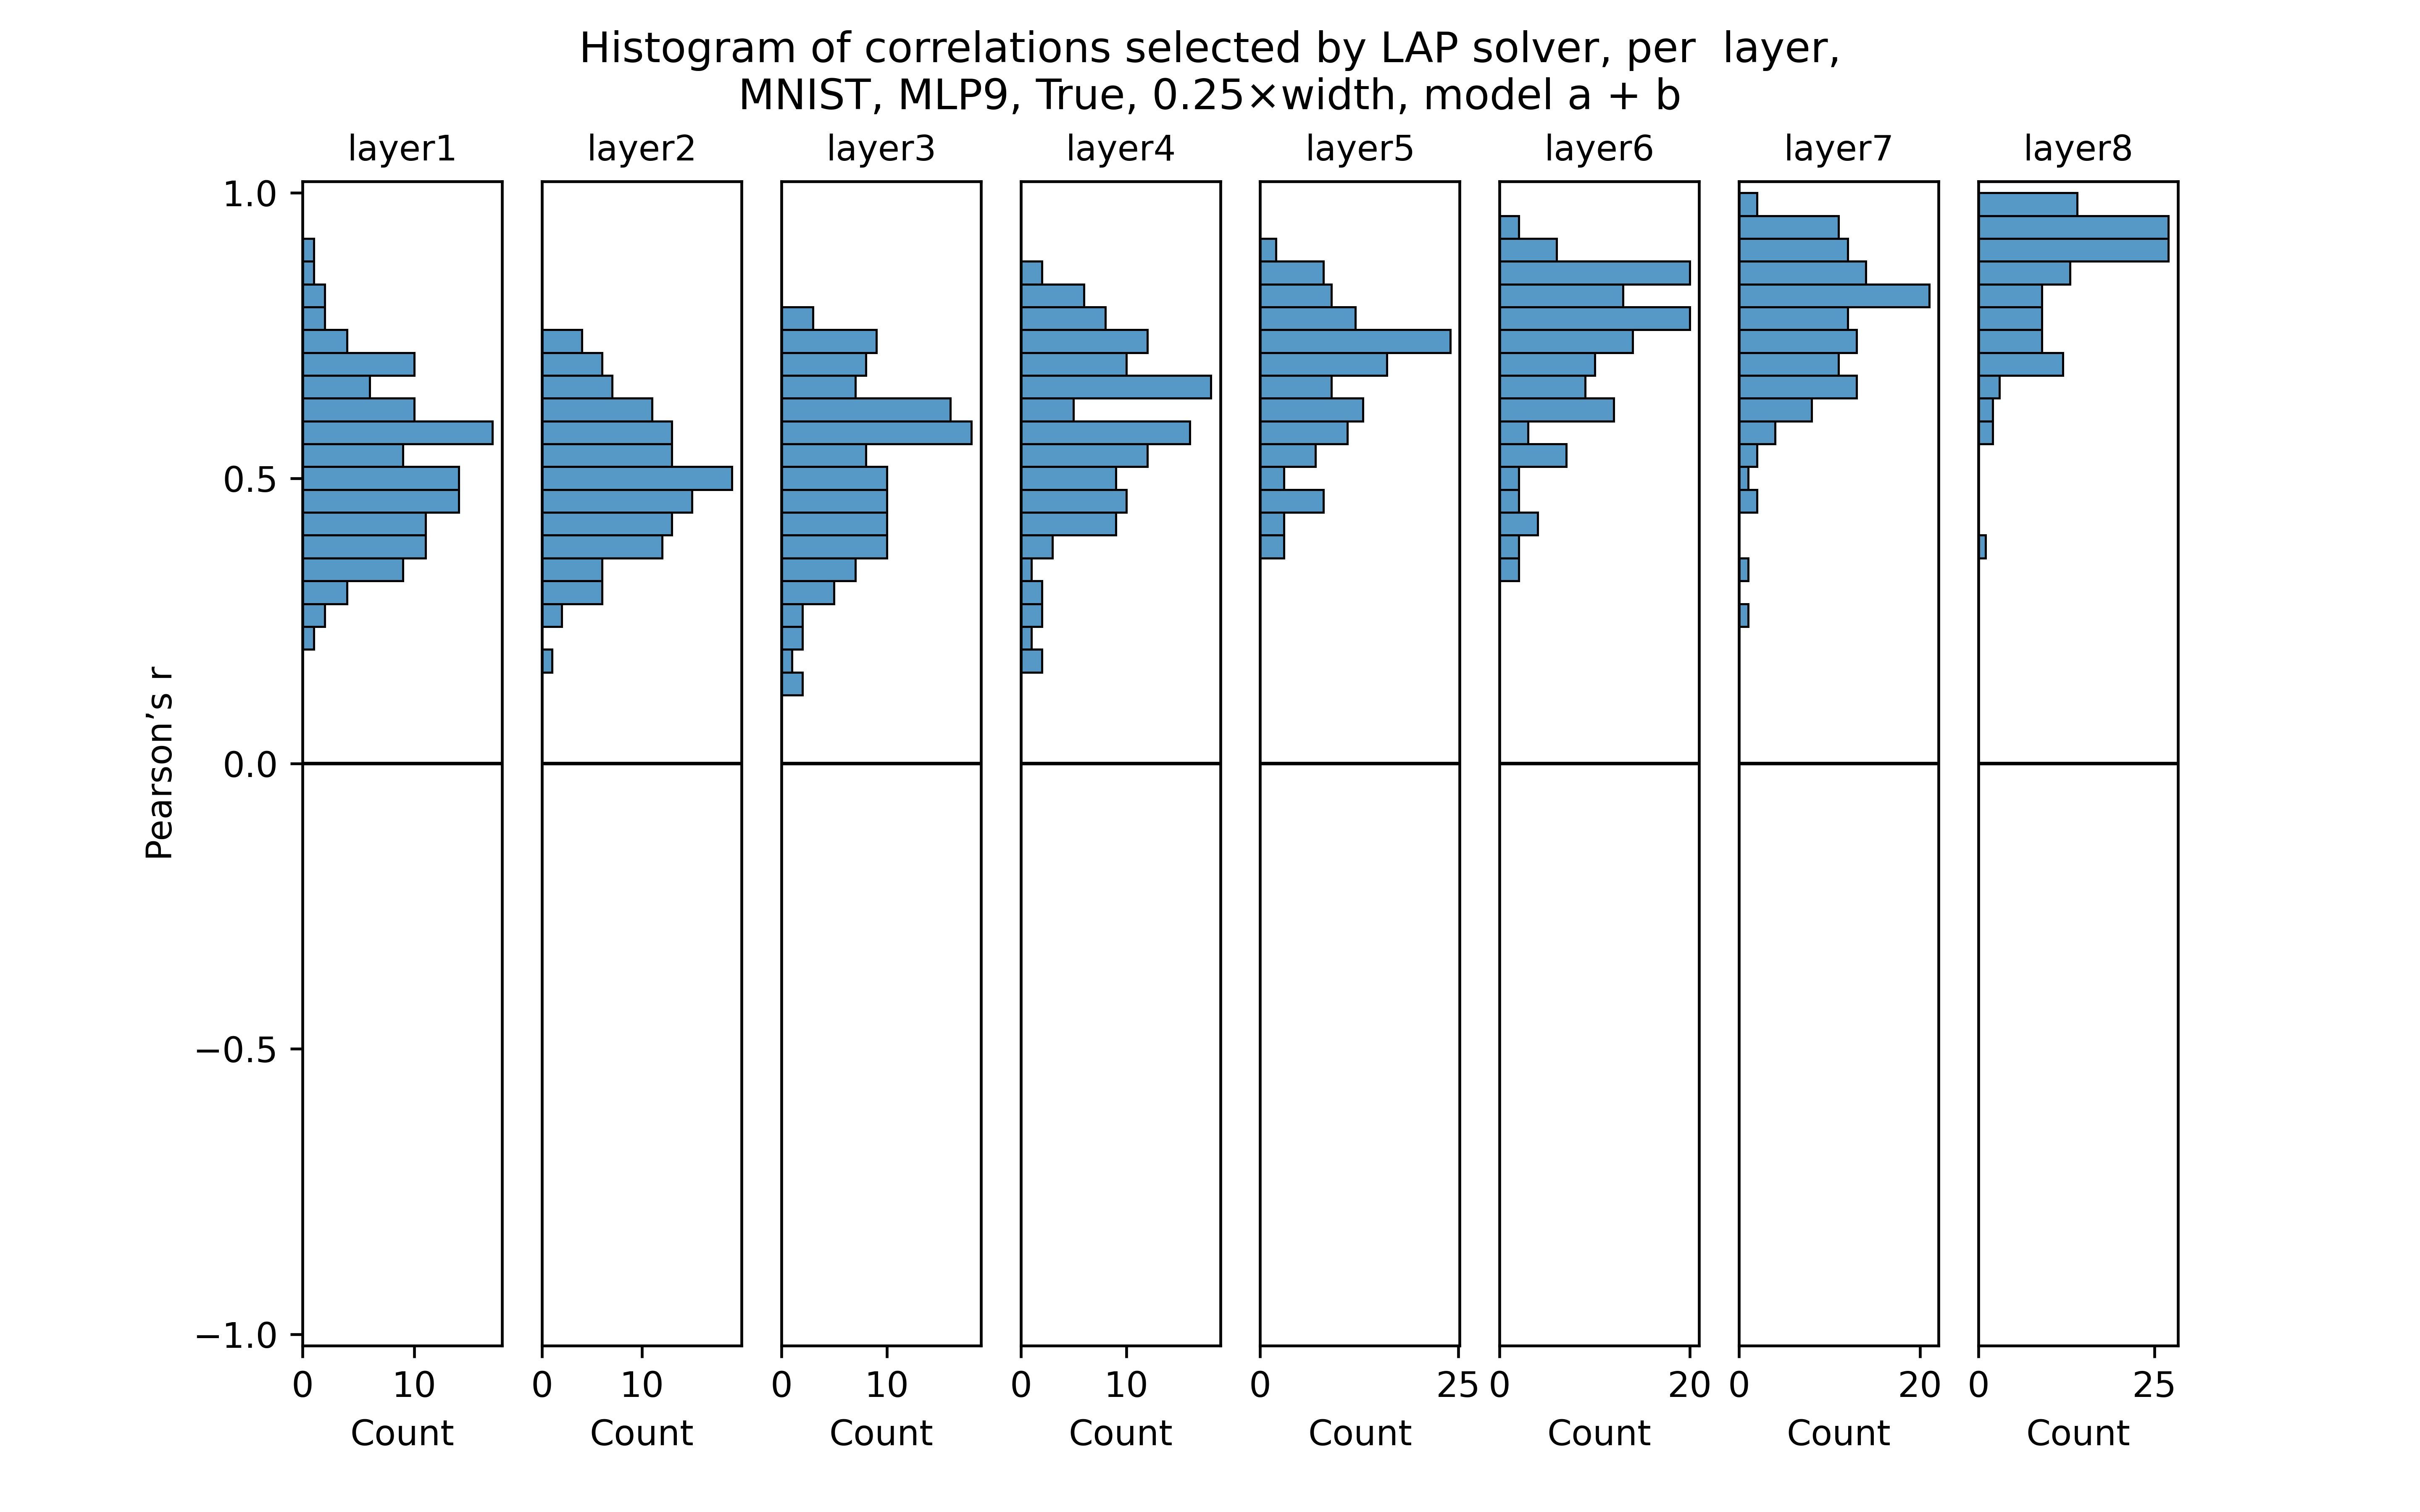 Histogram of correlations selected by LAP solver, per  layer,
MNIST, MLP9, True, 0.25×width, model a + b
layer1 layer2 layer3 layer4 layer5 layer6 layer7 layer8
1.0
0.5
0.0
−0.5
−1.0
Pearson’s r
0 10 0 10 0 10 0 10 0 25 0 20 0 20 0 25
Count Count Count Count Count Count Count Count